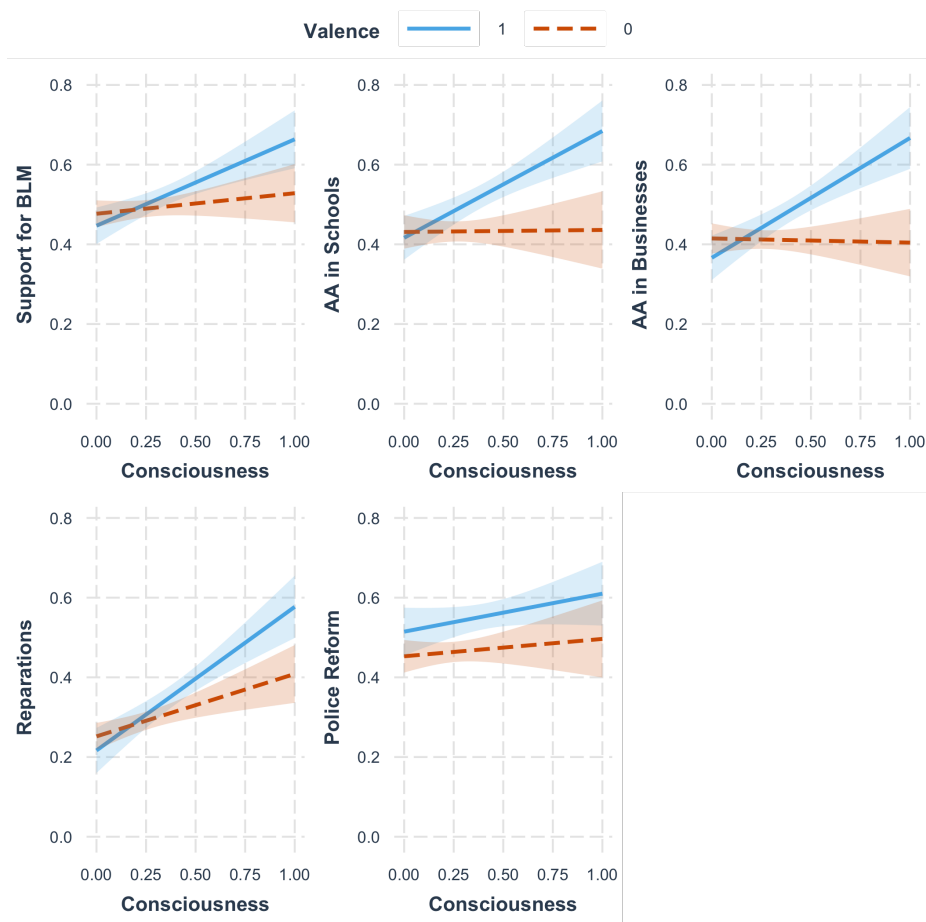 Valence 1 0
0.8 0.8 0.8
0.6 0.6 0.6
0.4 0.4 0.4
0.2 0.2 0.2
0.0 0.0 0.0
Support for BLM
AA in Schools
AA in Businesses
0.00 0.25 0.50 0.75 1.00 0.00 0.25 0.50 0.75 1.00 0.00 0.25 0.50 0.75 1.00
Consciousness Consciousness Consciousness
0.8 0.8
0.6 0.6
0.4 0.4
0.2 0.2
0.0 0.0
Reparations
Police Reform
0.00 0.25 0.50 0.75 1.00 0.00 0.25 0.50 0.75 1.00
Consciousness Consciousness